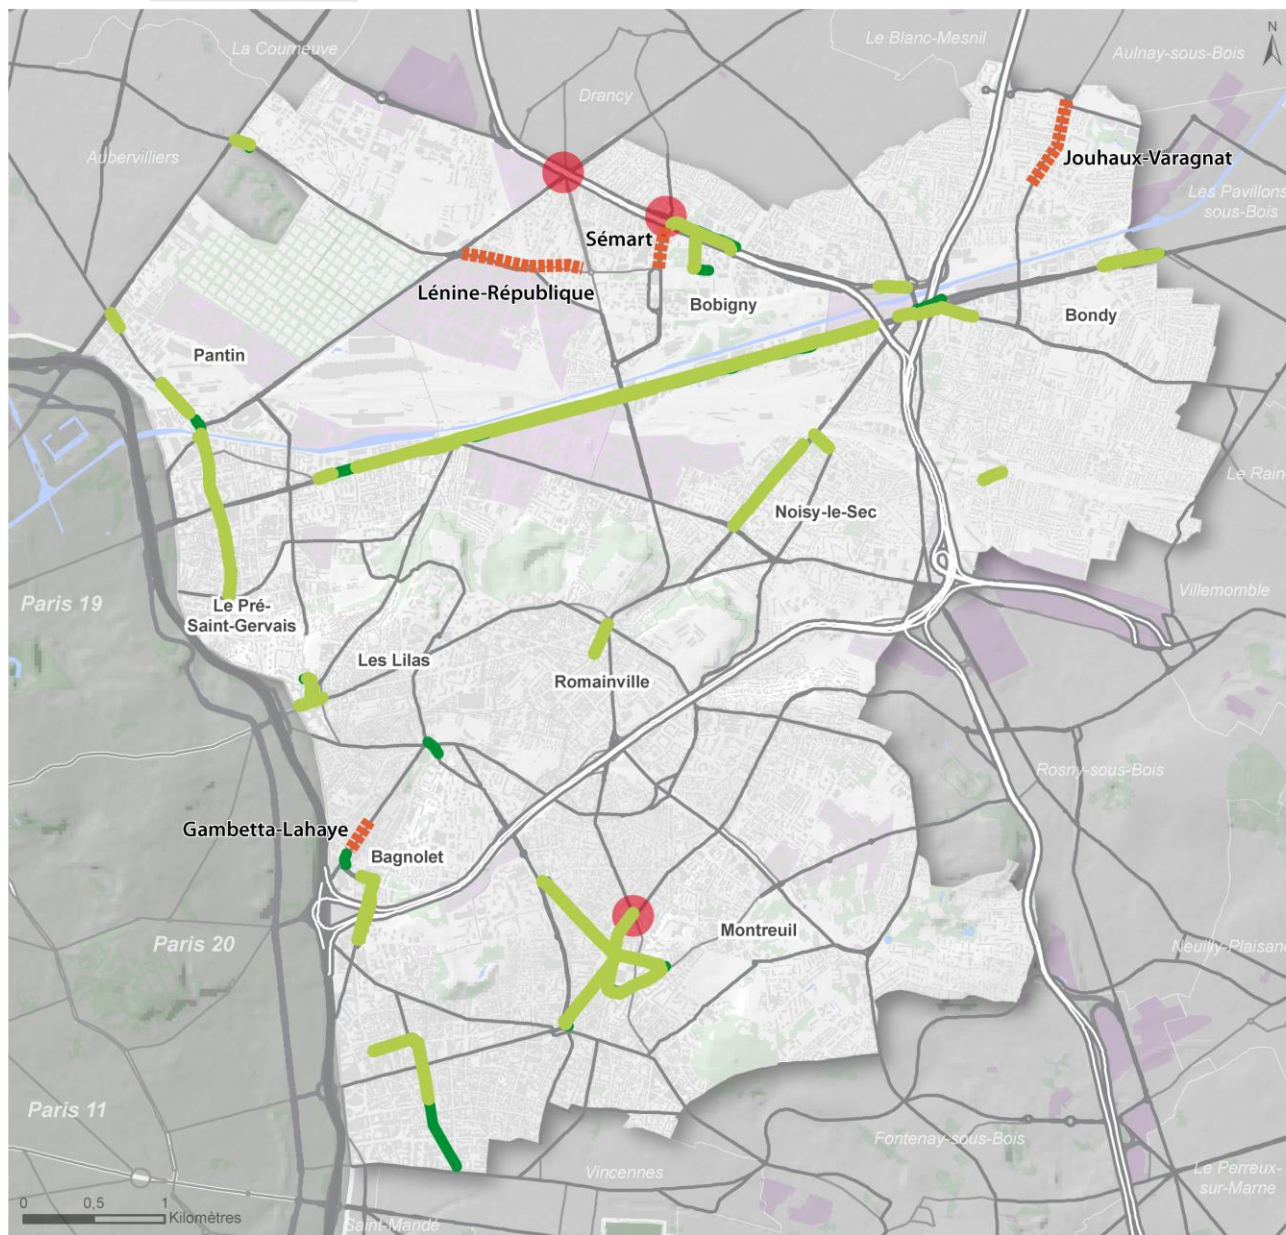 N
La Courneuve
Le Blanc-Mesnil
Aulnay-sous-Bois
Drancy
Aubervilliers
Jouhaux-Varagnat
Les Pavillons
sous-Bois
Sémart
Lénine-République
Bobigny
Bondy
Pantin
Le Rain
Noisy-le-Sec
Villemomble
Paris 19
Le Pré-
Saint-Gervais
Les Lilas
Romainville
Rosny-sous-Bois
Gambetta-Lahaye
Bagnolet
Montreuil
Paris 20
Neuilly-Plaisanc
Paris 11
Fontenay-sous-Bois
Vincennes
Le Perreux-
sur-Marne
0 0,5 1
Kilomètres
Saint-Mandé